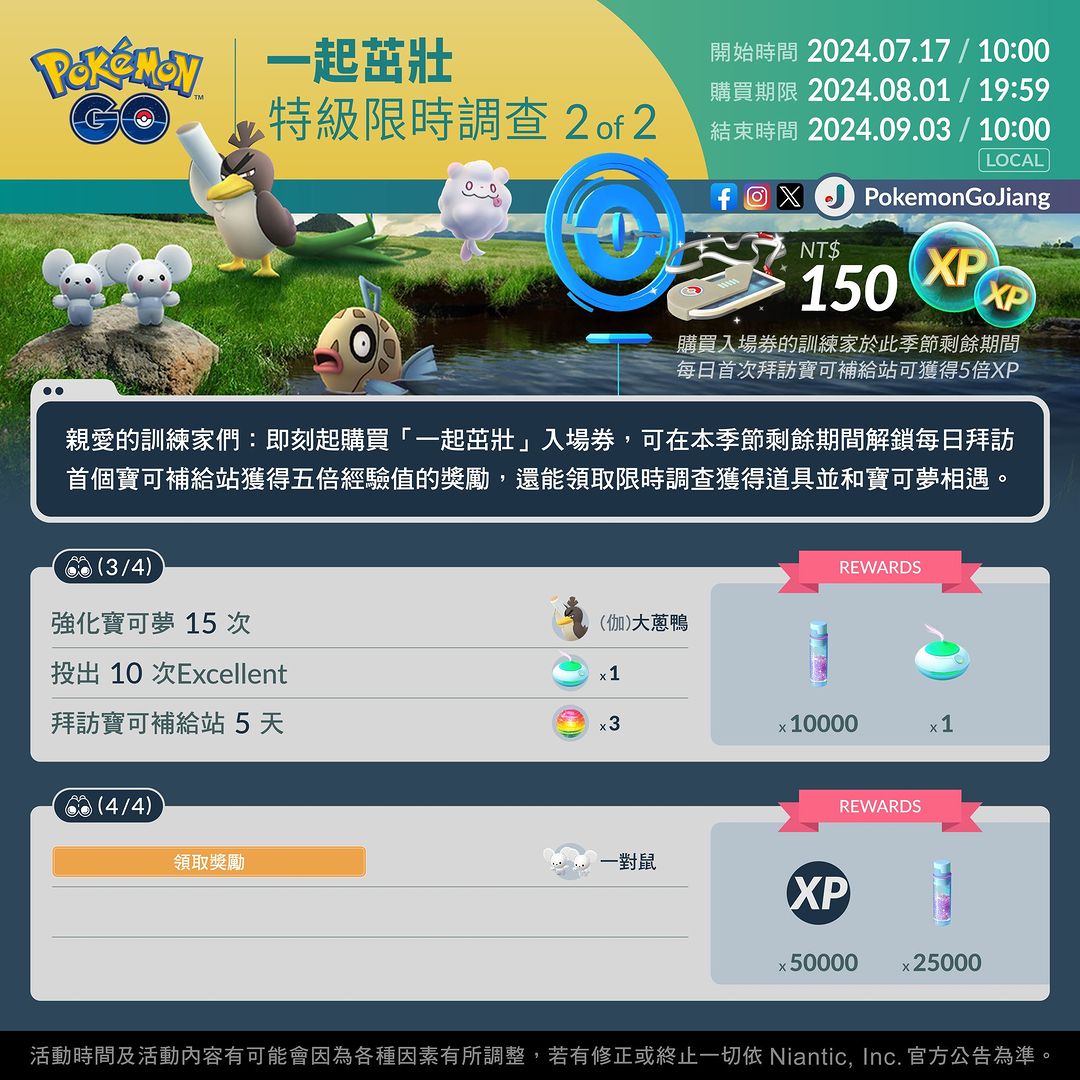 POKéMON
GO
TM
一起茁壯
特級限時調查 2 of 2
開始時間 2024.07.17 / 10:00
購買期限 2024.08.01 / 19:59
結束時間 2024.09.03 / 10:00
LOCAL
PokemonGoJiang
NT$
150
XP
XP
購買入場券的訓練家於此季節剩餘期間
每日首次拜訪寶可補給站可獲得5倍XP
親愛的訓練家們：即刻起購買「一起茁壯」入場券，可在本季節剩餘期間解鎖每日拜訪
首個寶可補給站獲得五倍經驗值的獎勵，還能領取限時調查獲得道具並和寶可夢相遇。
(3/4)
REWARDS
強化寶可夢 15 次
(伽)大蔥鴨
投出 10 次Excellent
x1
拜訪寶可補給站 5 天
x3
x10000
x1
(4/4)
REWARDS
領取獎勵
一對鼠
XP
x50000
x25000
活動時間及活動內容有可能會因為各種因素有所調整，若有修正或終止一切依 Niantic, Inc. 官方公告為準。